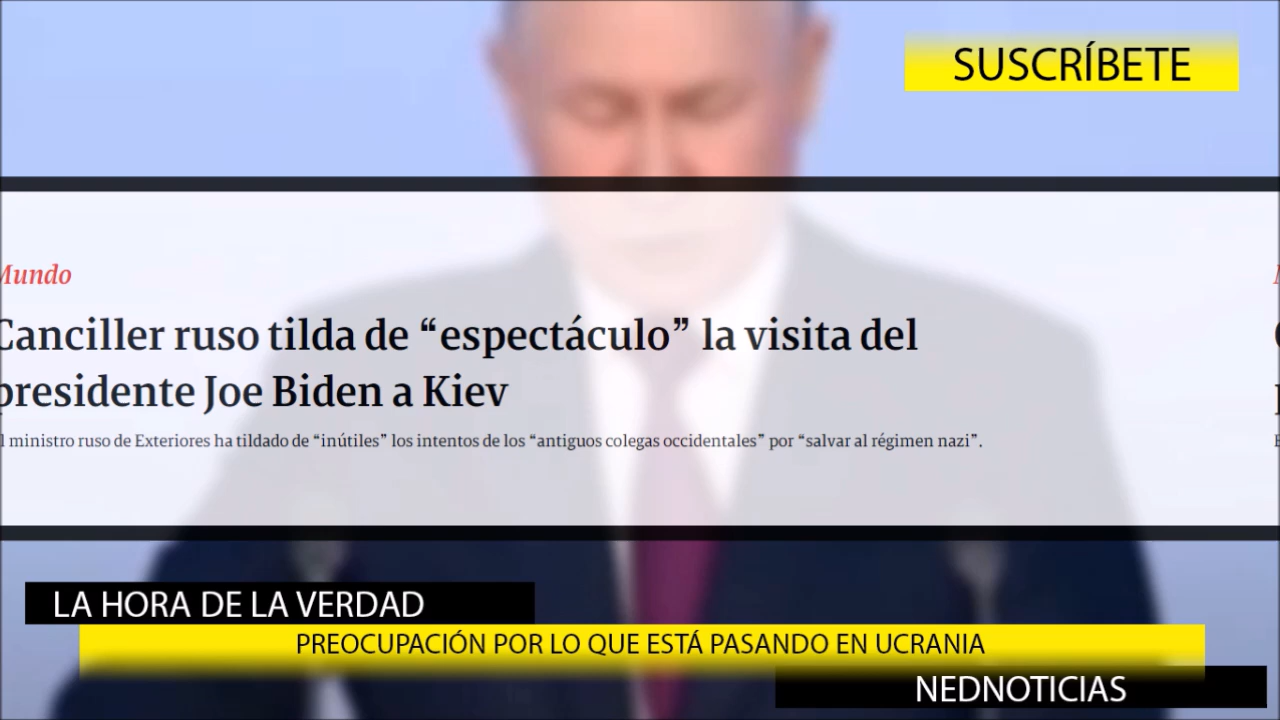 SUSCRÍBETE
Mundo
Canciller ruso tilda de “espectáculo” la visita del
presidente Joe Biden a Kiev
l ministro ruso de Exteriores ha tildado de “inútiles” los intentos de los “antiguos colegas occidentales” por “salvar al régimen nazi”.
LA HORA DE LA VERDAD
PREOCUPACIÓN POR LO QUE ESTÁ PASANDO EN UCRANIA
NEDNOTICIAS